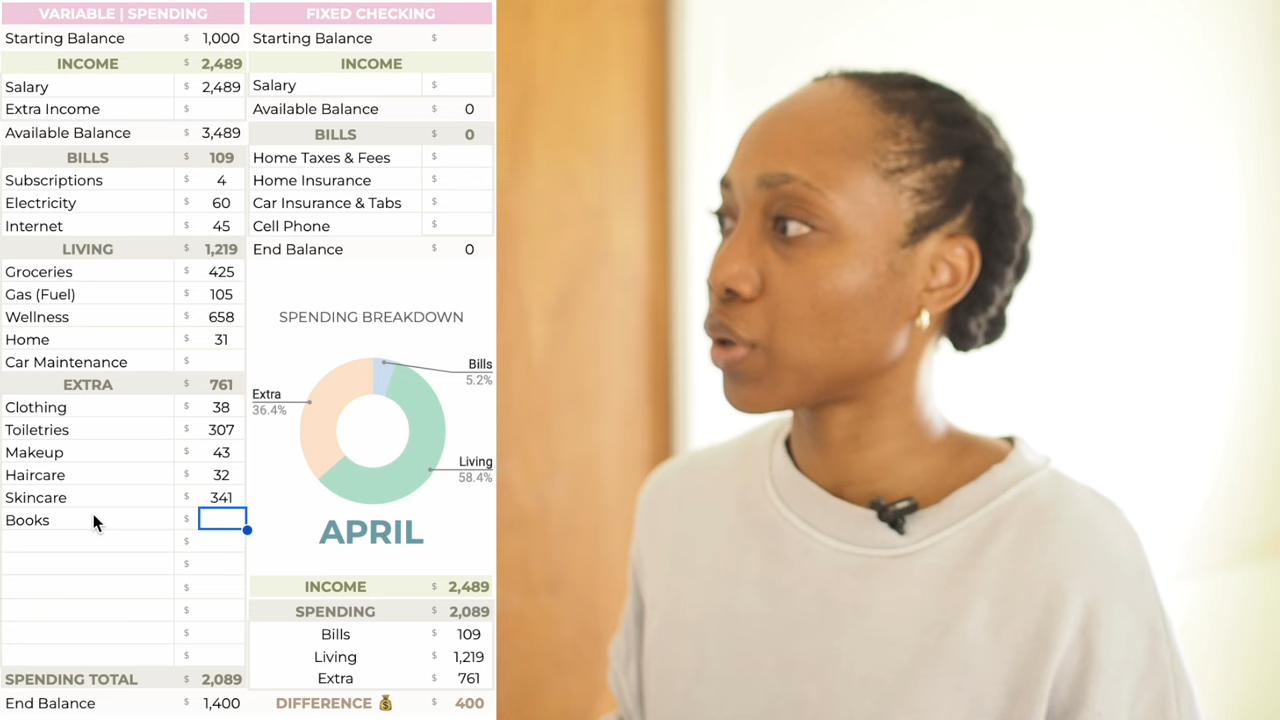 VARIABLE | SPENDING
Starting Balance $ 1,000
INCOME $ 2,489
Salary $ 2,489
Extra Income $
Available Balance $ 3,489
BILLS $ 109
Subscriptions $ 4
Electricity $ 60
Internet $ 45
LIVING $ 1,219
Groceries $ 425
Gas (Fuel) $ 105
Wellness $ 658
Home $ 31
Car Maintenance $
EXTRA $ 761
Clothing $ 38
Toiletries $ 307
Makeup $ 43
Haircare $ 32
Skincare $ 341
Books $
$
$
$
$
$
$
SPENDING TOTAL $ 2,089
End Balance $ 1,400
FIXED CHECKING
Starting Balance $
INCOME
Salary $
Available Balance $ 0
BILLS $ 0
Home Taxes & Fees $
Home Insurance $
Car Insurance & Tabs $
Cell Phone $
End Balance $ 0
SPENDING BREAKDOWN
Bills
5.2%
Extra
36.4%
Living
58.4%
APRIL
INCOME $ 2,489
SPENDING $ 2,089
Bills 109
Living 1,219
Extra 761
DIFFERENCE 💰 $ 400